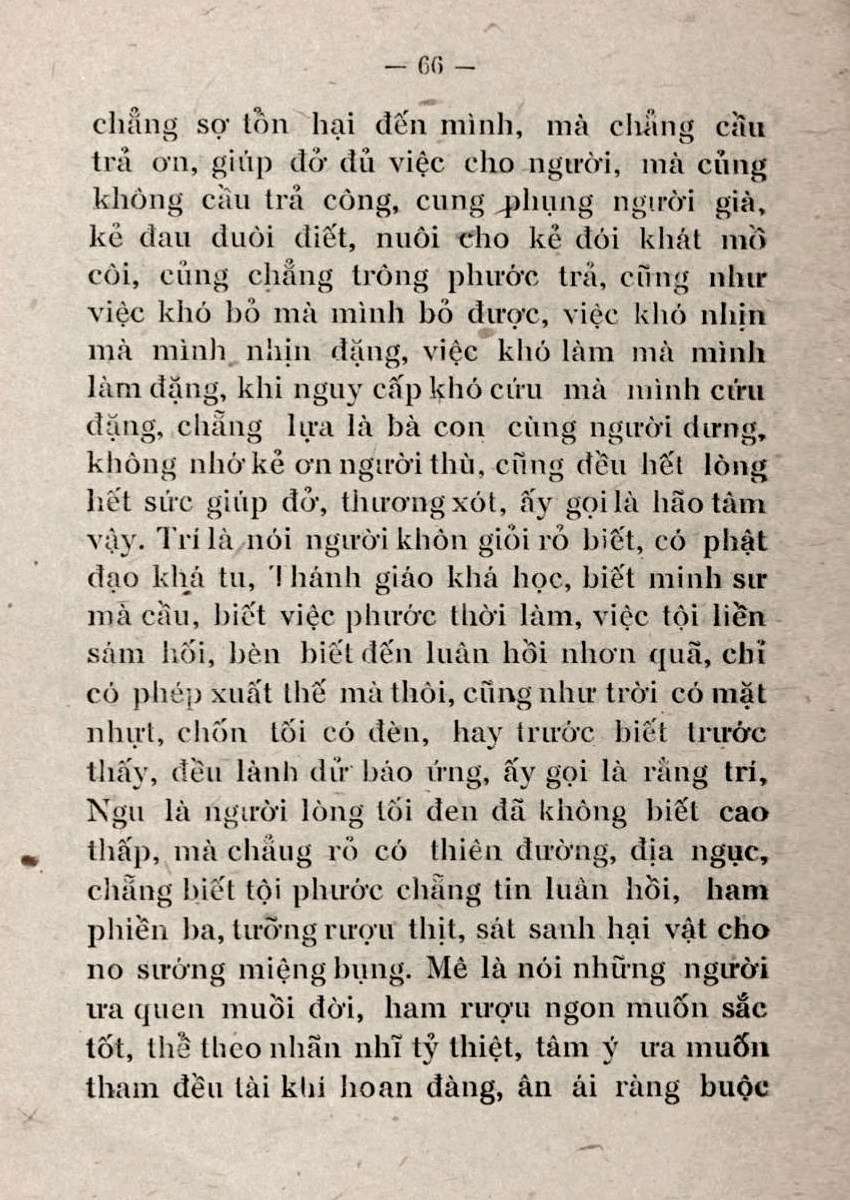 — 66 —
chẳng sợ tổn hại đến mình, mà chẳng cầu
trả ơn, giúp đở đủ việc cho người, mà củng
không cầu trả công, cung phụng người già,
kẻ đau đuôi điết, nuôi cho kẻ đói khát mồ
côi, củng chẳng trông phước trả, cũng như
việc khó bỏ mà mình bỏ được, việc khó nhịn
mà mình nhịn đặng, việc khó làm mà mình
làm đặng, khi nguy cấp khó cứu mà mình cứu
đặng, chẵng lựa là bà con cùng người dưng,
không nhớ kẻ ơn người thù, cũng đều hết lòng
hết sức giúp đở, thương xót, ấy gọi là hão tâm
vậy. Trí là nói người khôn giỏi rỏ biết, có phật
đạo khá tu, Thánh giáo khá học, biết minh sư
mà cầu, biết việc phước thời làm, việc tội liền
sám hối, bèn biết đến luân hồi nhơn quã, chỉ
có phép xuất thế mà thôi, cũng như trời có mặt
nhựt, chốn tối có đèn, hay trước biết trước
thấy, đều lành dử báo ứng, ấy gọi là rằng trí,
Ngu là người lòng tối đen đã không biết cao
thấp, mà chẳug rỏ có thiên đường, địa ngục,
chẵng biết tội phước chẵng tin luân hồi, ham
phiền ba, tưỡng rượu thịt, sát sanh hại vật cho
no sướng miệng bụng. Mê là nói những người
ưa quen muồi đời, ham rượu ngon muốn sắc
tốt, thề theo nhãn nhĩ tỷ thiệt, tâm ý ưa muốn
tham đều tài khí hoan đàng, ân ái ràng buộc